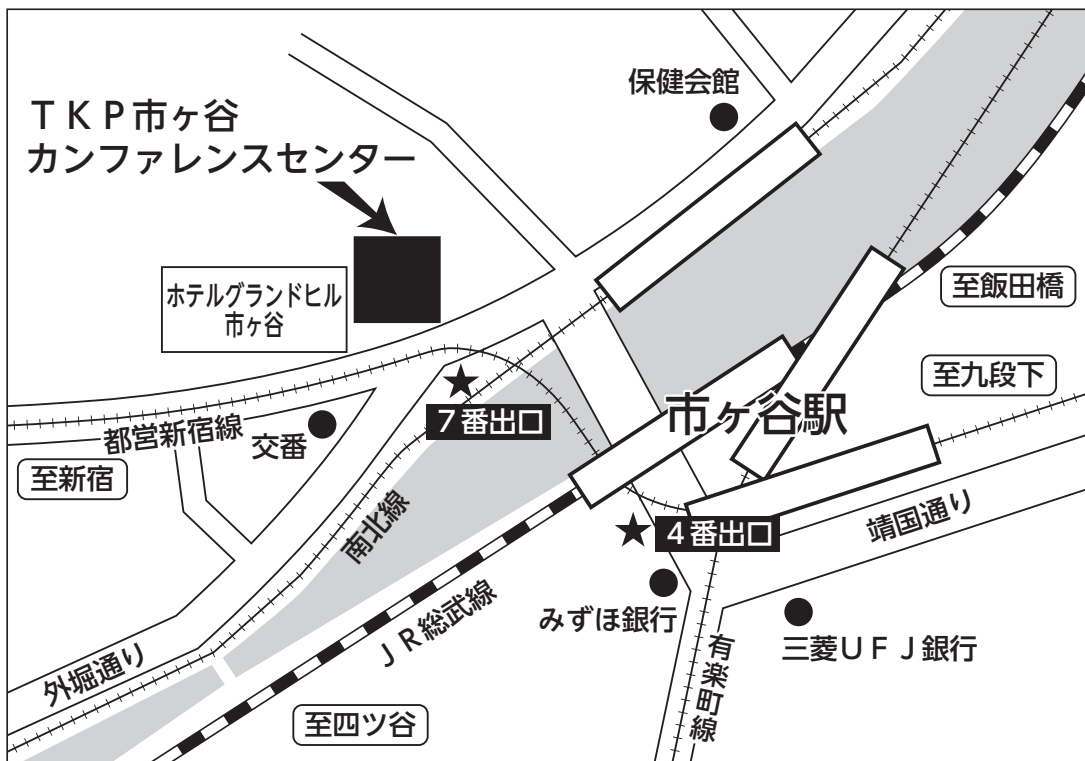 保健会館
ＴＫＰ市ヶ谷
カンファレンスセンター
ホテルグランドヒル
市ヶ谷
至飯田橋
至九段下
市ヶ谷駅
７番出口
都営新宿線
交番
至新宿
南北線
４番出口
靖国通り
みずほ銀行
ＪＲ総武線
三菱ＵＦＪ銀行
有楽町線
外堀通り
至四ツ谷